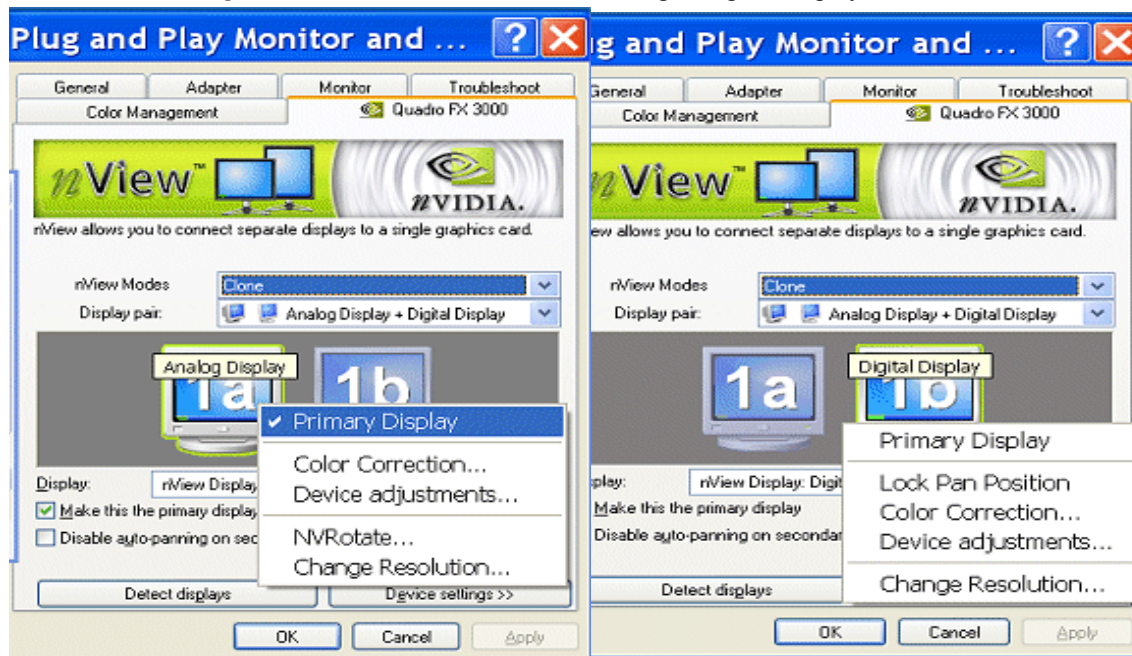 Plug and Play Monitor and ...
General Adapter Monitor Troubleshoot
Color Management Quadro FX 3000
nView™ nVIDIA.
nView allows you to connect separate displays to a single graphics card.
nView Modes Clone
Display pair: Analog Display + Digital Display
Analog Display
1a 1b
Primary Display
Color Correction...
Device adjustments...
NVRotate...
Change Resolution...
Display: nView Display
Make this the primary display
Disable auto-panning on sec
Detect displays Device settings >>
OK Cancel Apply
ug and Play Monitor and ...
General Adapter Monitor Troubleshoot
Color Management Quadro FX 3000
nView™ nVIDIA.
ew allows you to connect separate displays to a single graphics card.
nView Modes Clone
Display pair: Analog Display + Digital Display
Digital Display
1a 1b
Primary Display
Lock Pan Position
Color Correction...
Device adjustments...
Change Resolution...
splay: nView Display: Digit
Make this the primary display
Disable auto-panning on secondar
Detect displays
OK Cancel Apply